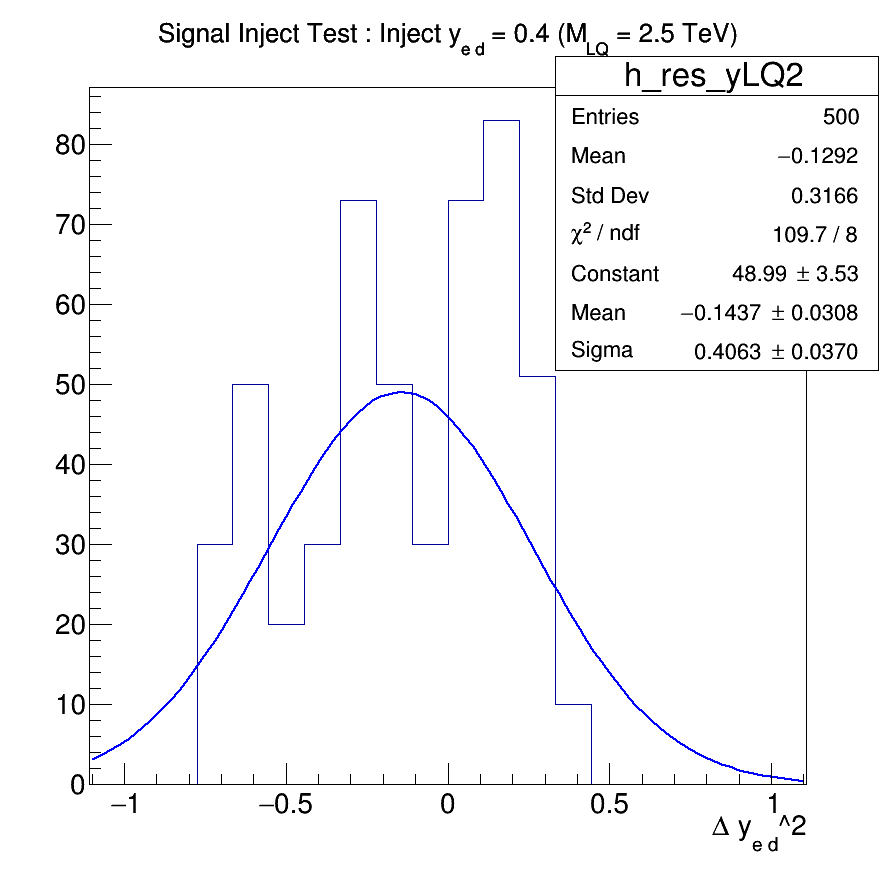 Signal Inject Test : Inject y_{e d} = 0.4 (M_{LQ} = 2.5 TeV)
h_res_yLQ2
Entries 500
Mean −0.1292
Std Dev 0.3166
χ² / ndf 109.7 / 8
Constant 48.99 ± 3.53
Mean −0.1437 ± 0.0308
Sigma 0.4063 ± 0.0370
80
70
60
50
40
30
20
10
0
−1 −0.5 0 0.5 1
Δ y_{e d}^2